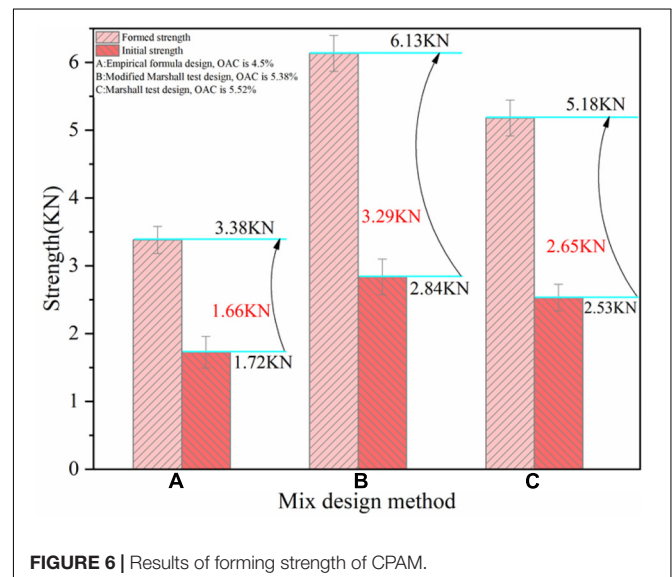 Formed strength
Initial strength
A:Empirical formula design, OAC is 4.5%
B:Modified Marshall test design, OAC is 5.38%
C:Marshall test design, OAC is 5.52%
6.13KN
5.18KN
3.38KN
3.29KN
2.65KN
2.84KN
2.53KN
1.66KN
1.72KN
Strength(KN)
6
5
4
3
2
1
0
A
B
C
Mix design method
FIGURE 6 | Results of forming strength of CPAM.